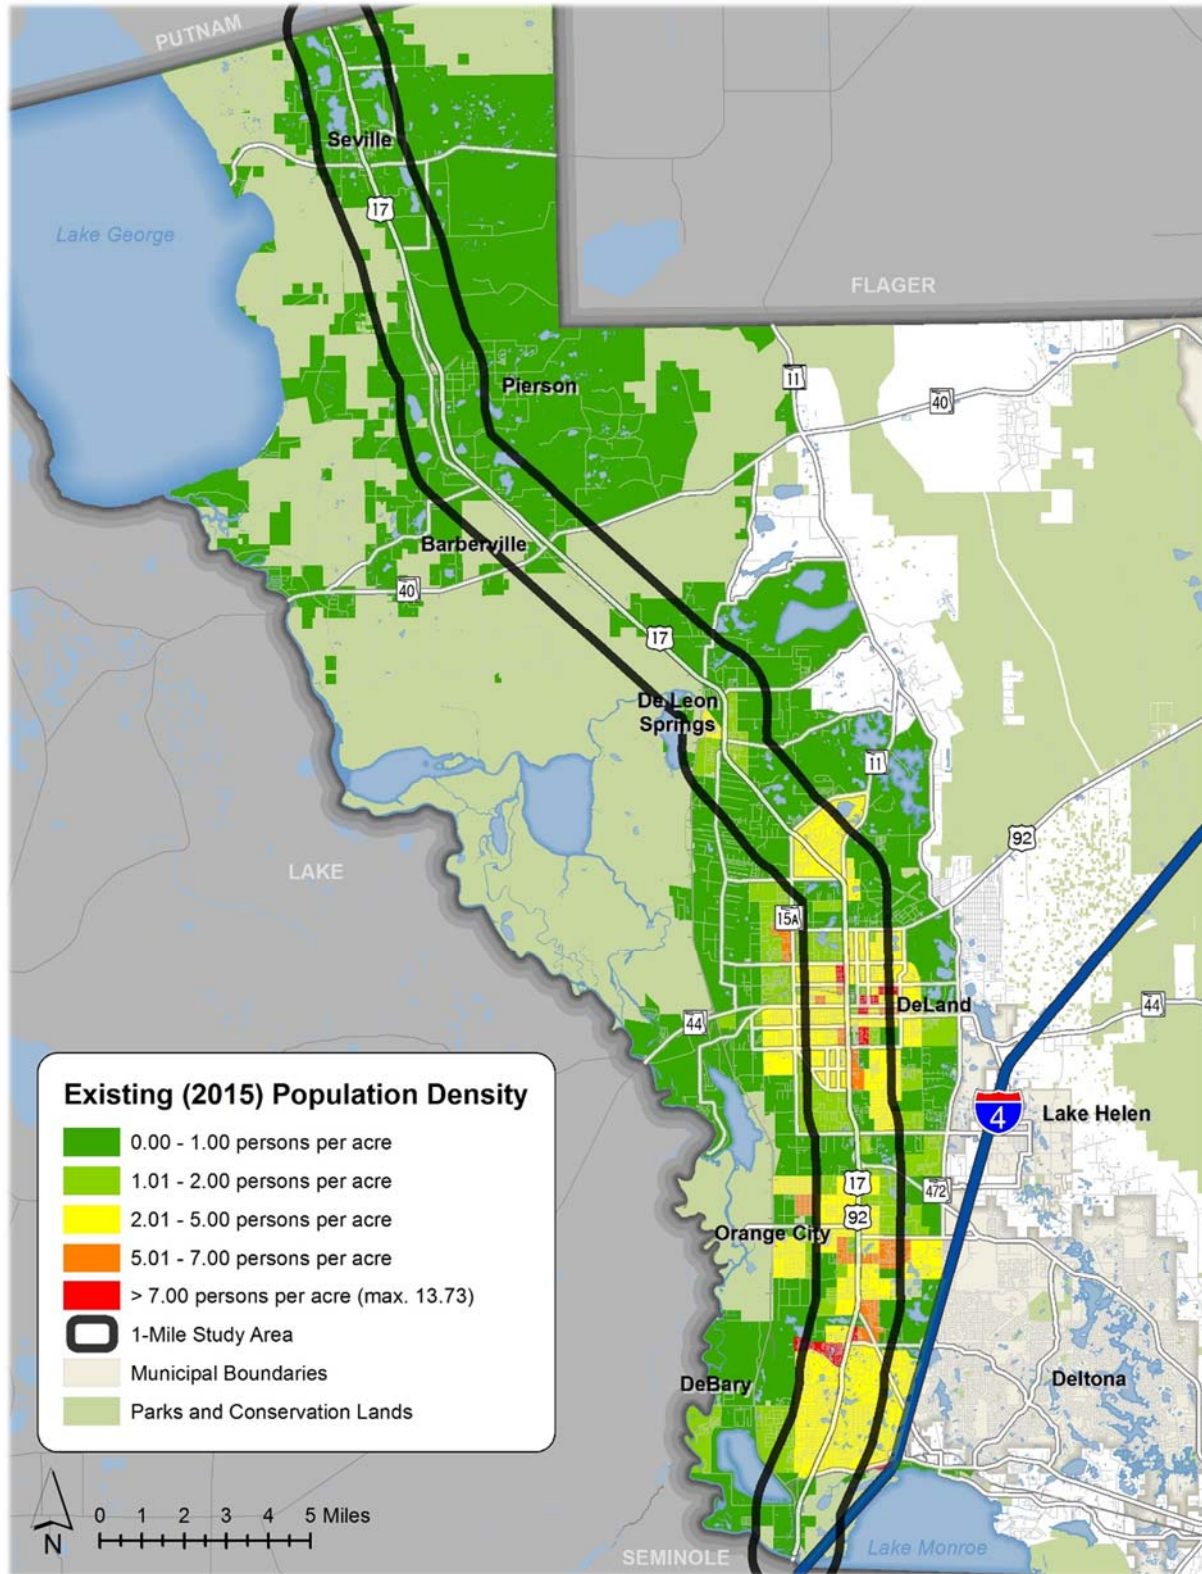 PUTNAM
Seville
17
Lake George
FLAGER
11
Pierson
40
Barberville
40
17
De Leon
Springs
11
92
LAKE
15A
DeLand
44
44
4
Lake Helen
17
472
92
Orange City
DeBary
Deltona
SEMINOLE
Lake Monroe
Existing (2015) Population Density
0.00 - 1.00 persons per acre
1.01 - 2.00 persons per acre
2.01 - 5.00 persons per acre
5.01 - 7.00 persons per acre
> 7.00 persons per acre (max. 13.73)
1-Mile Study Area
Municipal Boundaries
Parks and Conservation Lands
N
0 1 2 3 4 5 Miles